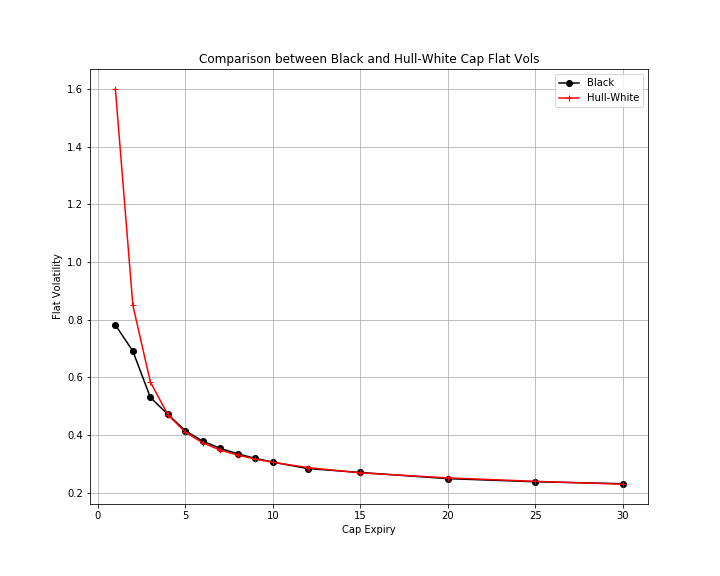 Comparison between Black and Hull-White Cap Flat Vols
Black
Hull-White
1.6
1.4
1.2
1.0
0.8
0.6
0.4
0.2
Flat Volatility
0 5 10 15 20 25 30
Cap Expiry